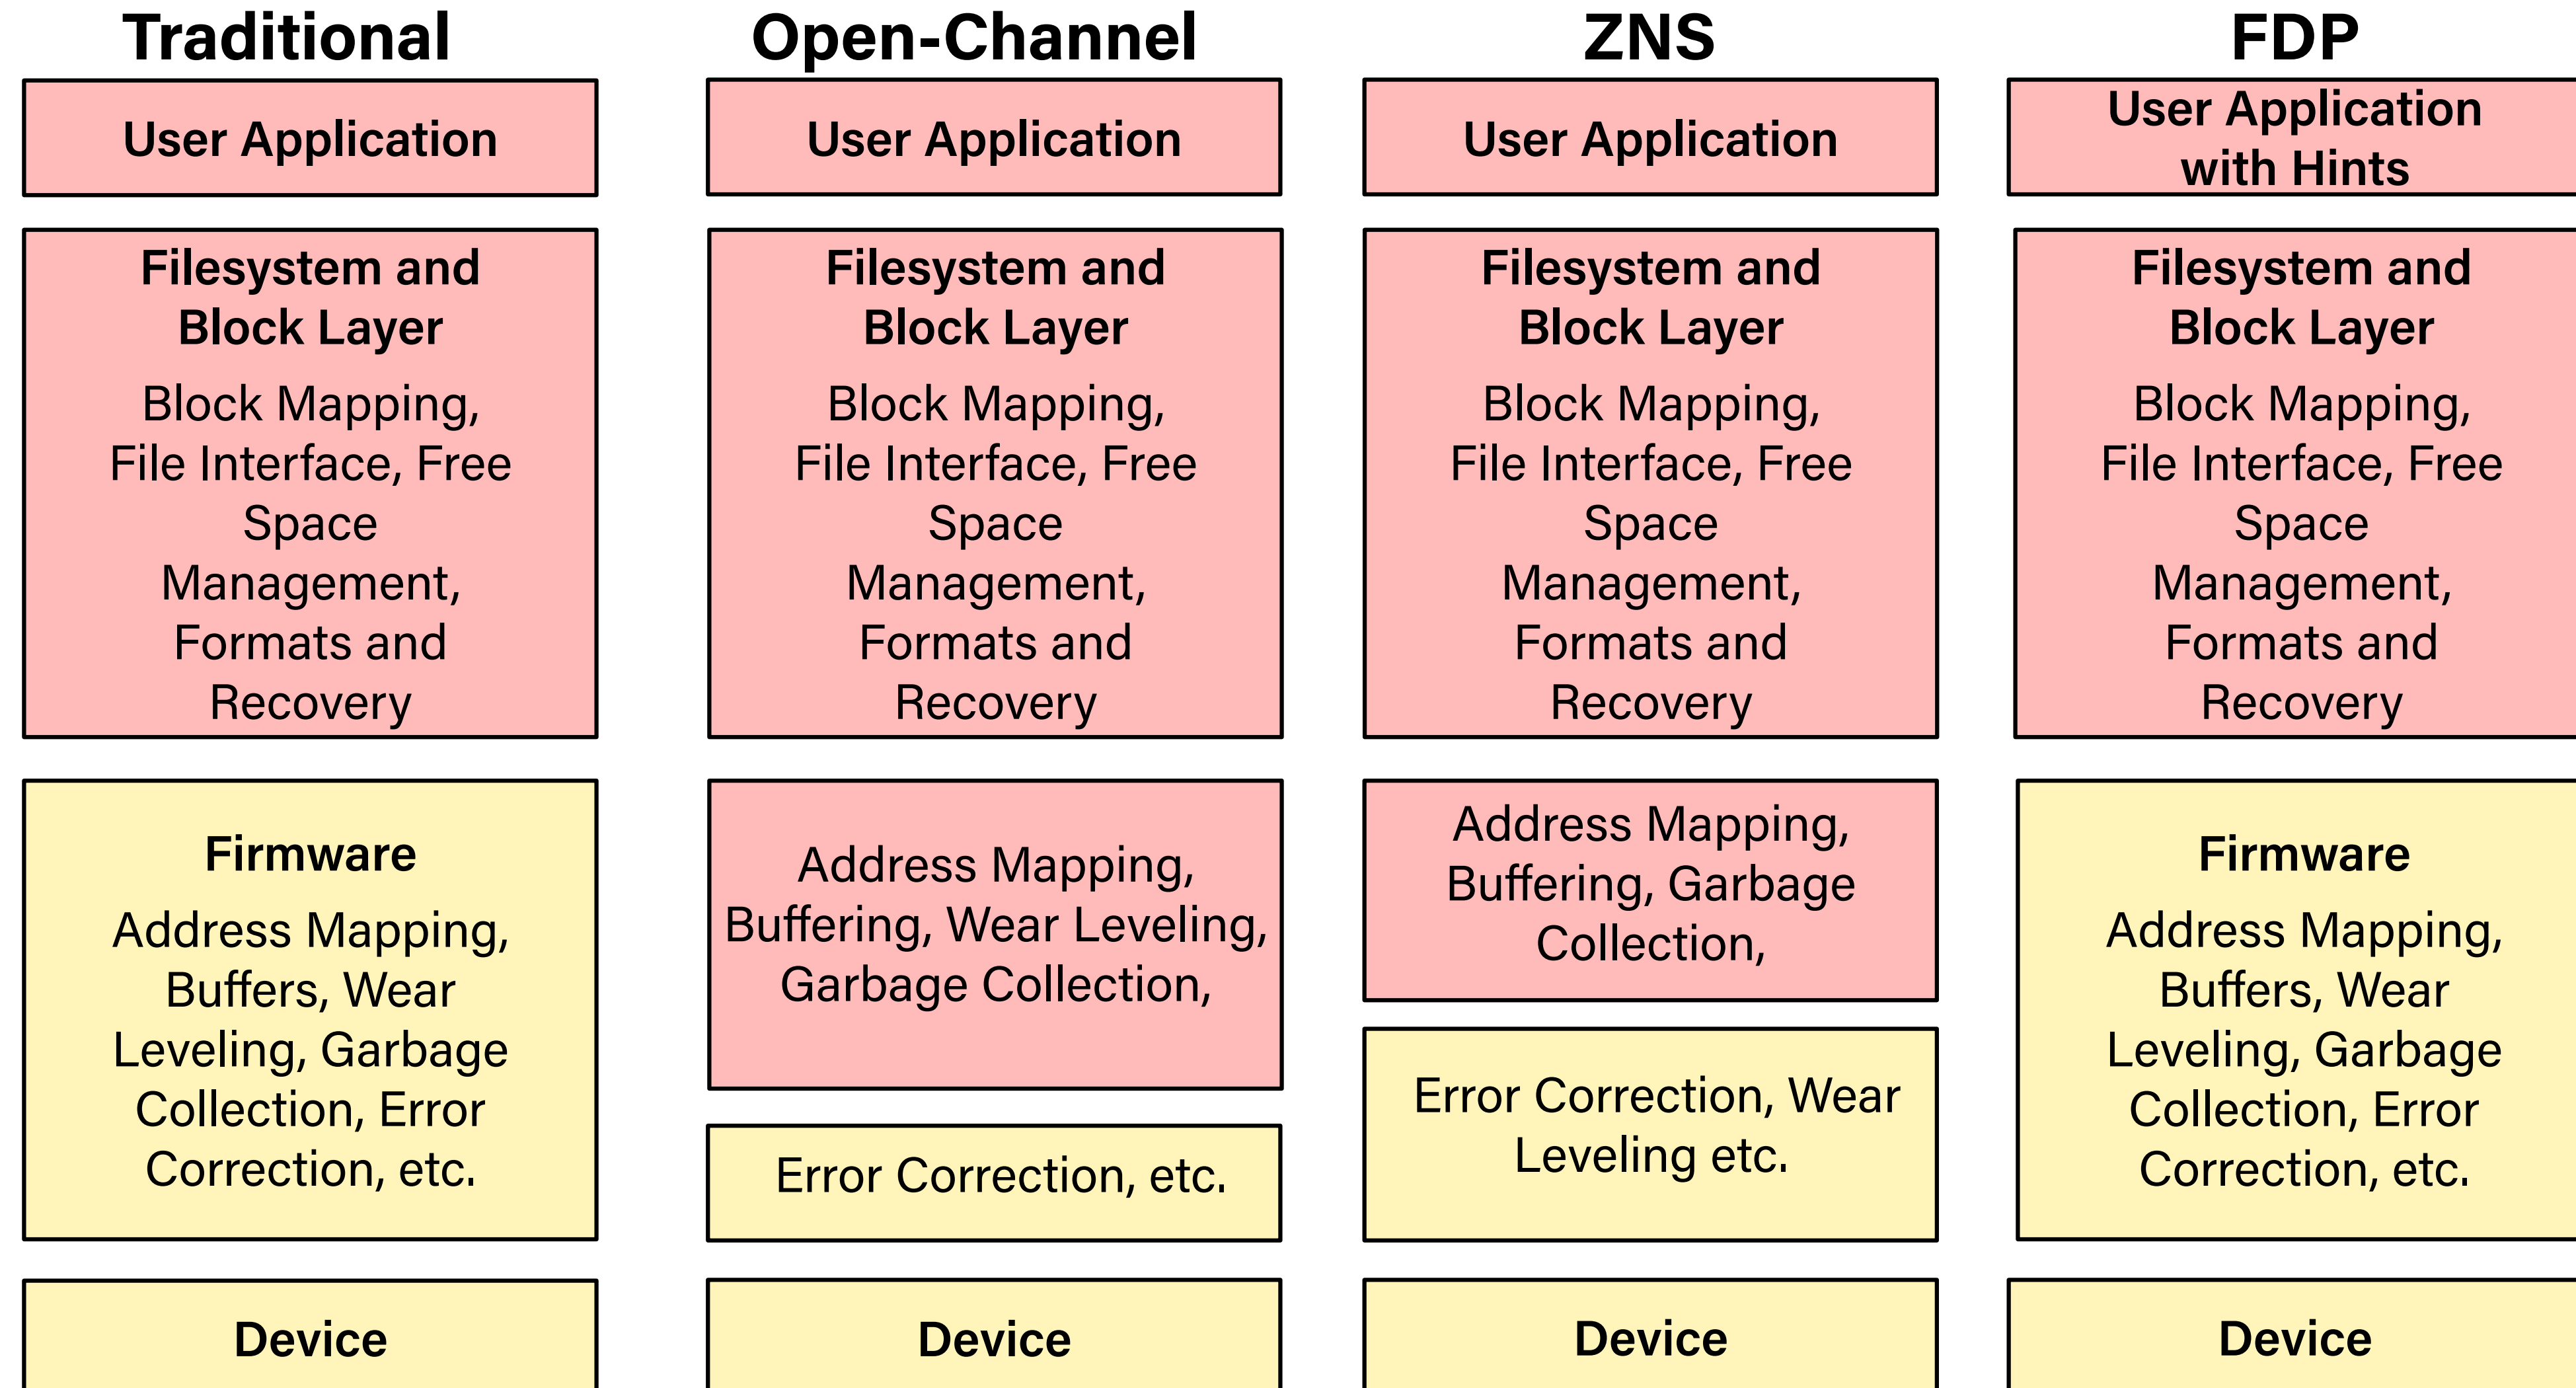 Traditional
User Application
Filesystem and
Block Layer
Block Mapping,
File Interface, Free
Space
Management,
Formats and
Recovery
Firmware
Address Mapping,
Buffers, Wear
Leveling, Garbage
Collection, Error
Correction, etc.
Device
Open-Channel
User Application
Filesystem and
Block Layer
Block Mapping,
File Interface, Free
Space
Management,
Formats and
Recovery
Address Mapping,
Buffering, Wear Leveling,
Garbage Collection,
Error Correction, etc.
Device
ZNS
User Application
Filesystem and
Block Layer
Block Mapping,
File Interface, Free
Space
Management,
Formats and
Recovery
Address Mapping,
Buffering, Garbage
Collection,
Error Correction, Wear
Leveling etc.
Device
FDP
User Application
with Hints
Filesystem and
Block Layer
Block Mapping,
File Interface, Free
Space
Management,
Formats and
Recovery
Firmware
Address Mapping,
Buffers, Wear
Leveling, Garbage
Collection, Error
Correction, etc.
Device